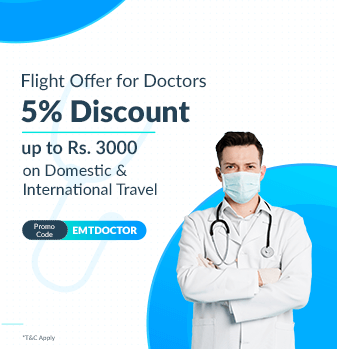 Flight Offer for Doctors
5% Discount
up to Rs. 3000
on Domestic &
International Travel
Promo
Code
EMTDOCTOR
*T&C Apply